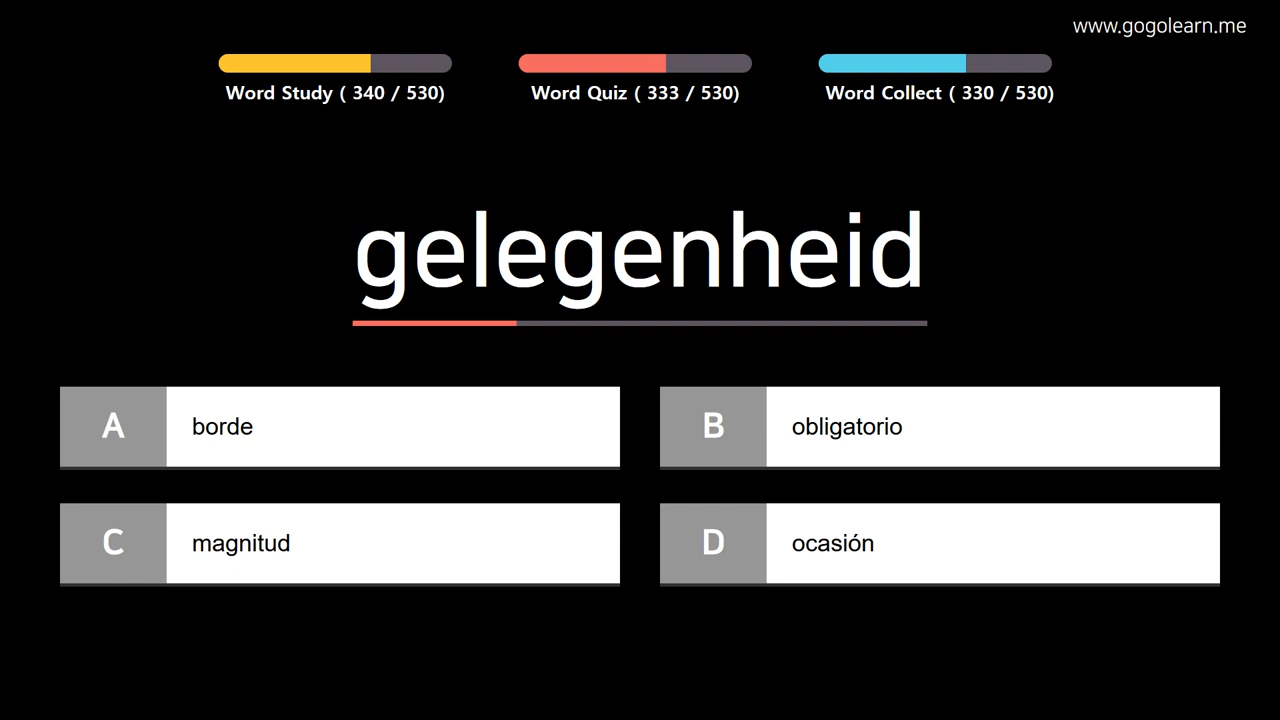 www.gogolearn.me
Word Study ( 340 / 530)
Word Quiz ( 333 / 530)
Word Collect ( 330 / 530)
gelegenheid
A borde
B obligatorio
C magnitud
D ocasión